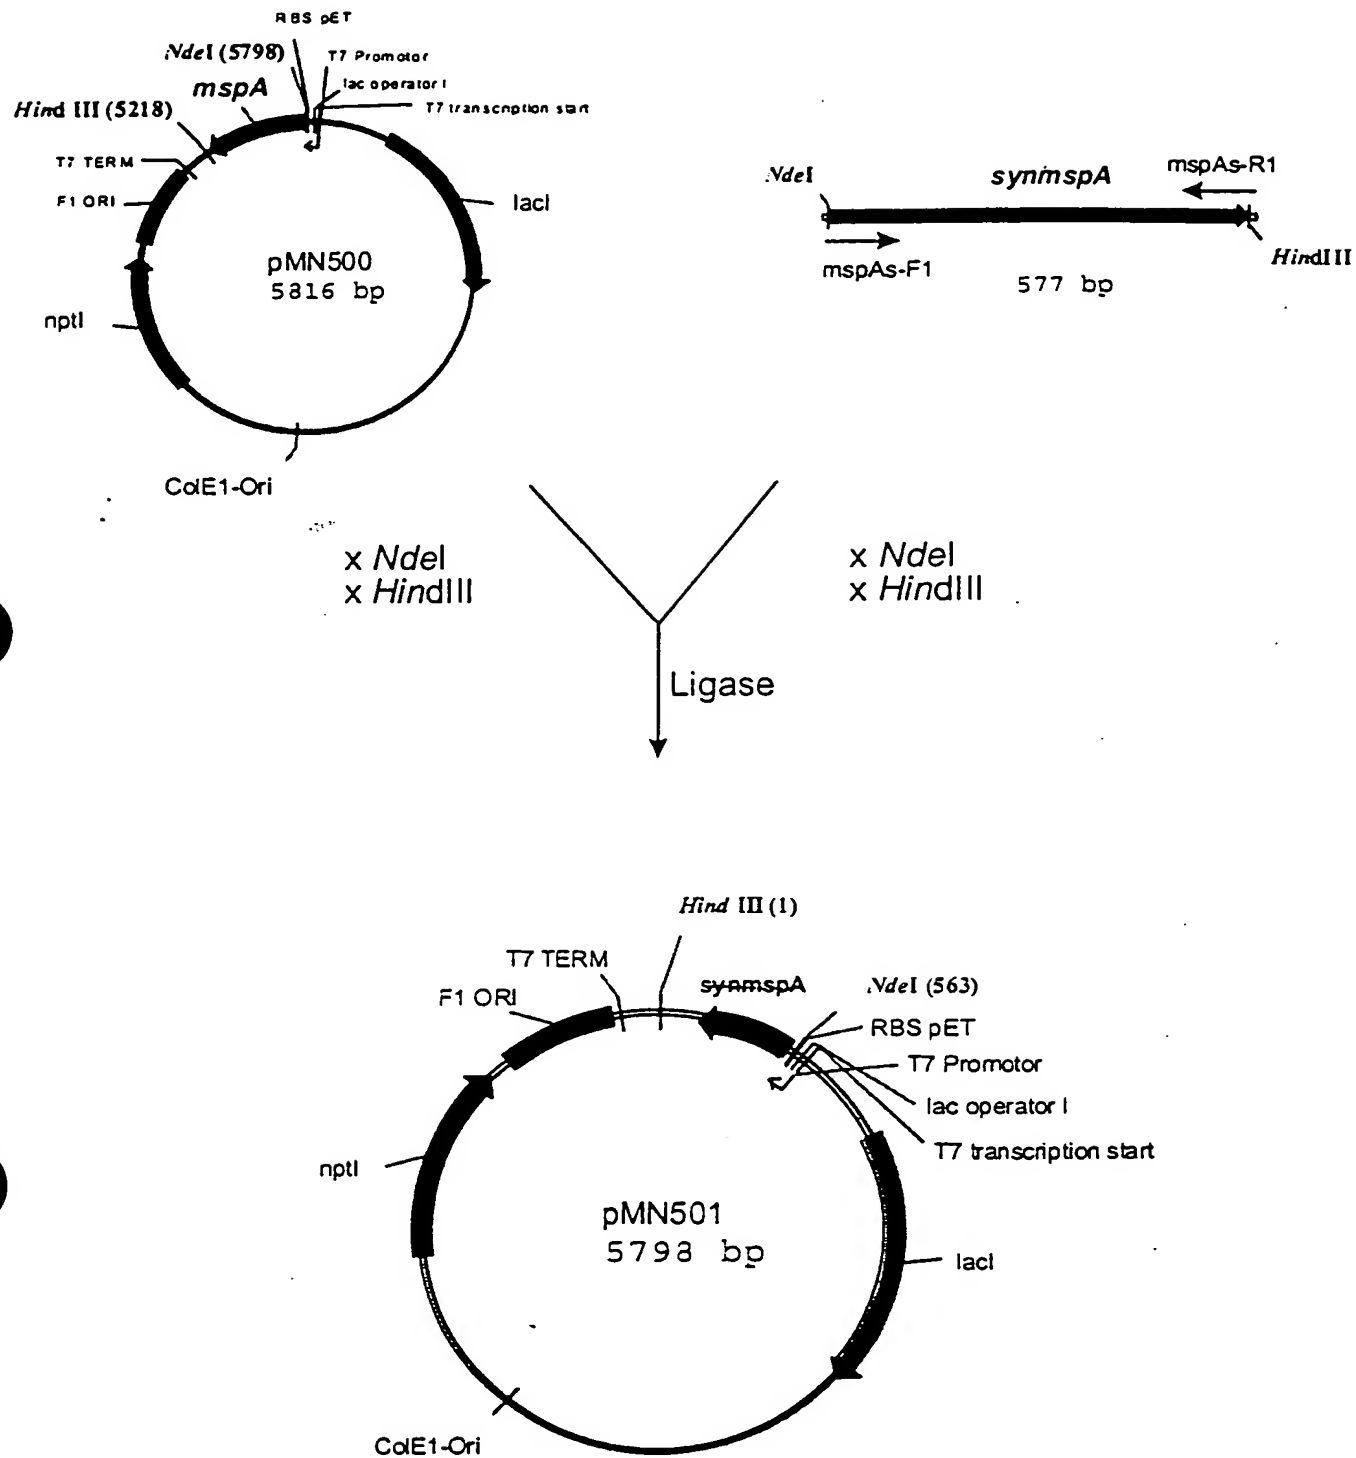 RBS pET
NdeI (5798)
T7 Promotor
mspA
lac operator I
Hind III (5218)
T7 transcription start
T7 TERM
F1 ORI
lacI
pMN500
5816 bp
nptI
ColE1-Ori
NdeI
synmspA
mspAs-R1
mspAs-F1
HindIII
577 bp
x NdeI
x HindIII
x NdeI
x HindIII
Ligase
Hind III (1)
T7 TERM
synmspA
NdeI (563)
F1 ORI
RBS pET
T7 Promotor
lac operator I
T7 transcription start
nptI
pMN501
5798 bp
lacI
ColE1-Ori